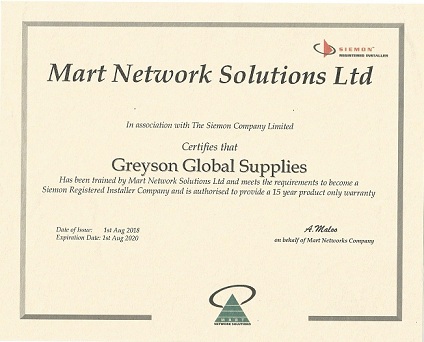 SIEMON™
REGISTERED INSTALLER
Mart Network Solutions Ltd
In association with The Siemon Company Limited
Certifies that
Greyson Global Supplies
Has been trained by Mart Network Solutions Ltd and meets the requirements to become a
Siemon Registered Installer Company and is authorised to provide a 15 year product only warranty
Date of Issue: 1st Aug 2018
Expiration Date: 1st Aug 2020
A.Maloo
on behalf of Mart Networks Company
MART
NETWORK SOLUTIONS